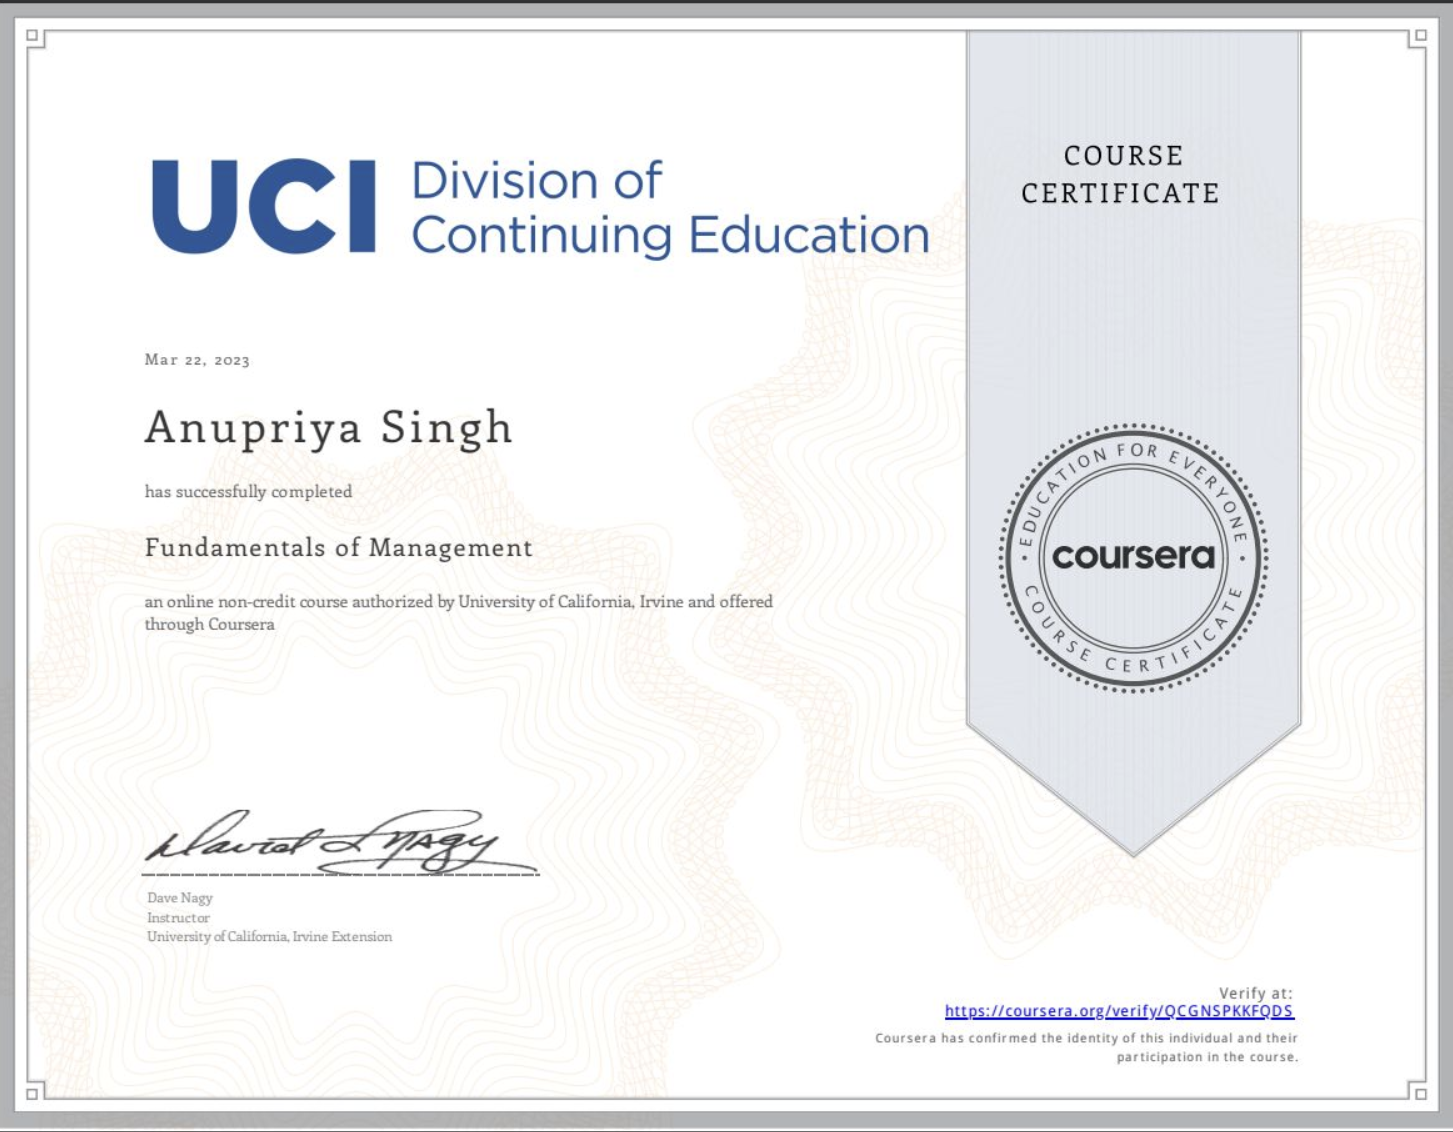 UCI Division of
Continuing Education
COURSE
CERTIFICATE
Mar 22, 2023
Anupriya Singh
has successfully completed
Fundamentals of Management
an online non-credit course authorized by University of California, Irvine and offered
through Coursera
EDUCATION FOR EVERYONE
coursera
COURSE CERTIFICATE
David L Nagy
Dave Nagy
Instructor
University of California, Irvine Extension
Verify at:
https://coursera.org/verify/QCGNSPKKFQDS
Coursera has confirmed the identity of this individual and their
participation in the course.